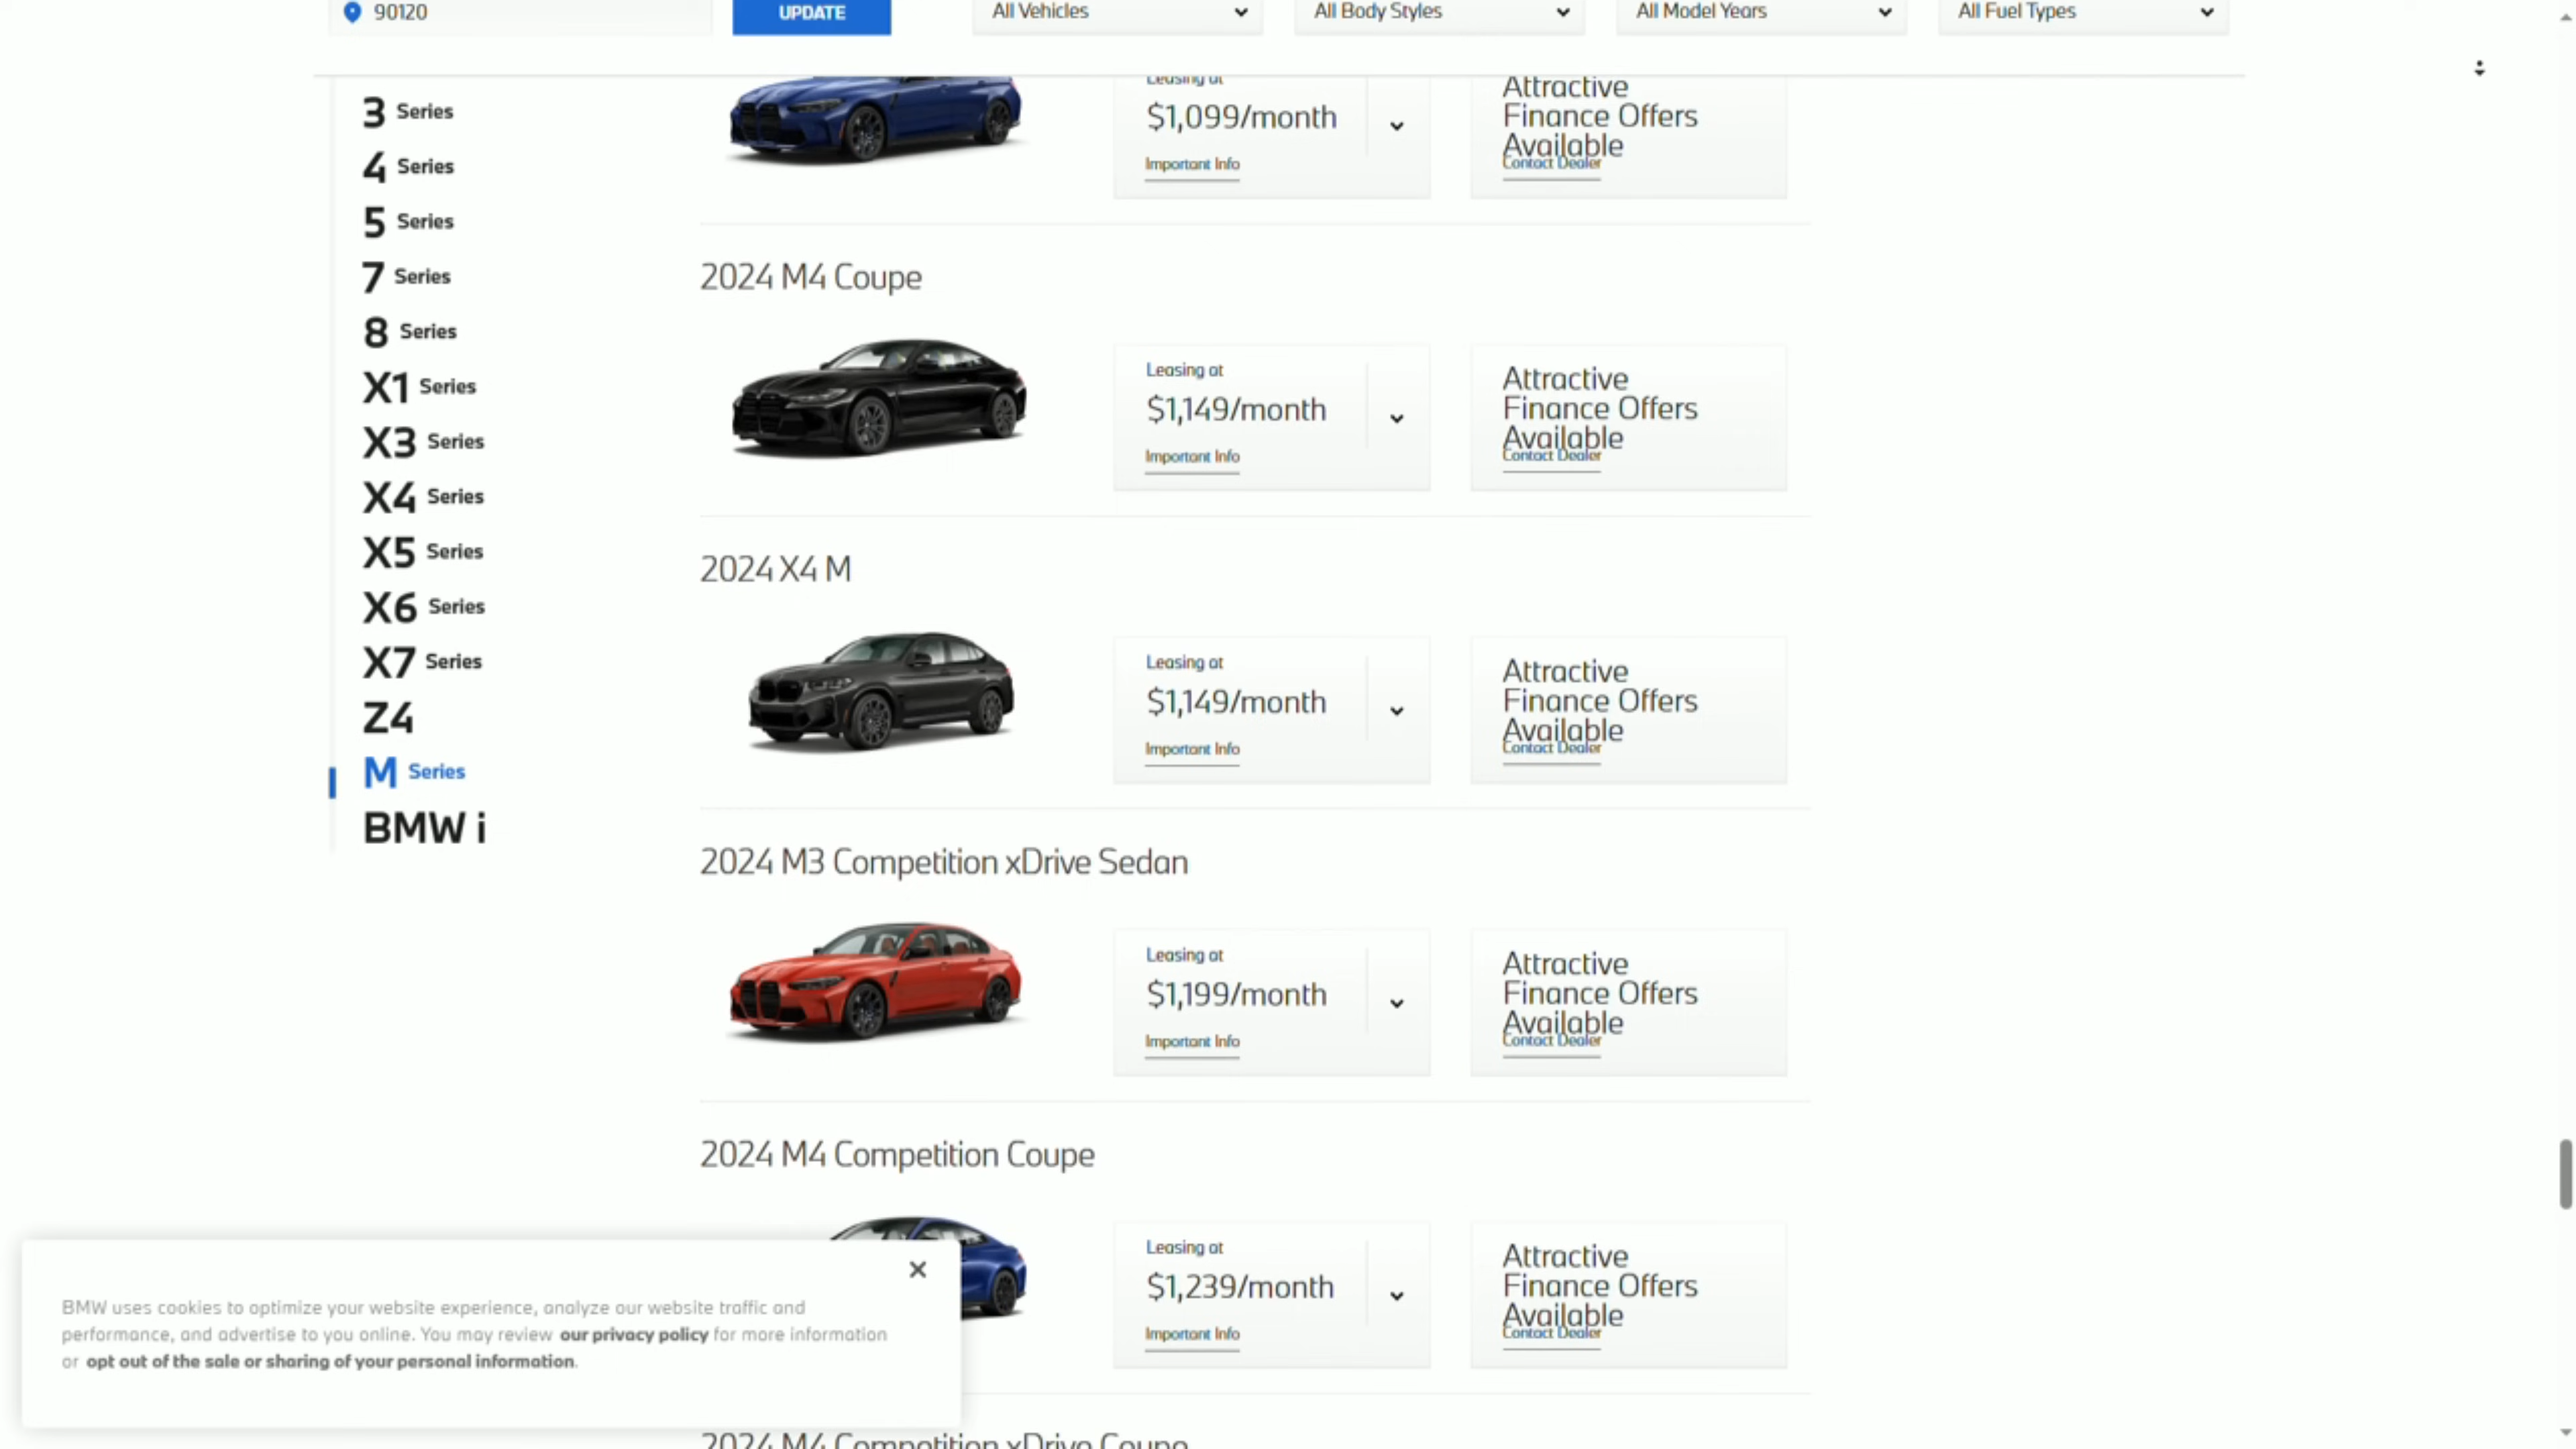 90120
UPDATE
All Vehicles
All Body Styles
All Model Years
All Fuel Types
3 Series
4 Series
5 Series
7 Series
8 Series
X1 Series
X3 Series
X4 Series
X5 Series
X6 Series
X7 Series
Z4
M Series
BMW i
Leasing at
$1,099/month
Important Info
Attractive
Finance Offers
Available
Contact Dealer
2024 M4 Coupe
Leasing at
$1,149/month
Important Info
Attractive
Finance Offers
Available
Contact Dealer
2024 X4 M
Leasing at
$1,149/month
Important Info
Attractive
Finance Offers
Available
Contact Dealer
2024 M3 Competition xDrive Sedan
Leasing at
$1,199/month
Important Info
Attractive
Finance Offers
Available
Contact Dealer
2024 M4 Competition Coupe
Leasing at
$1,239/month
Important Info
Attractive
Finance Offers
Available
Contact Dealer
2024 M4 Competition xDrive Coupe
BMW uses cookies to optimize your website experience, analyze our website traffic and
performance, and advertise to you online. You may review our privacy policy for more information
or opt out of the sale or sharing of your personal information.